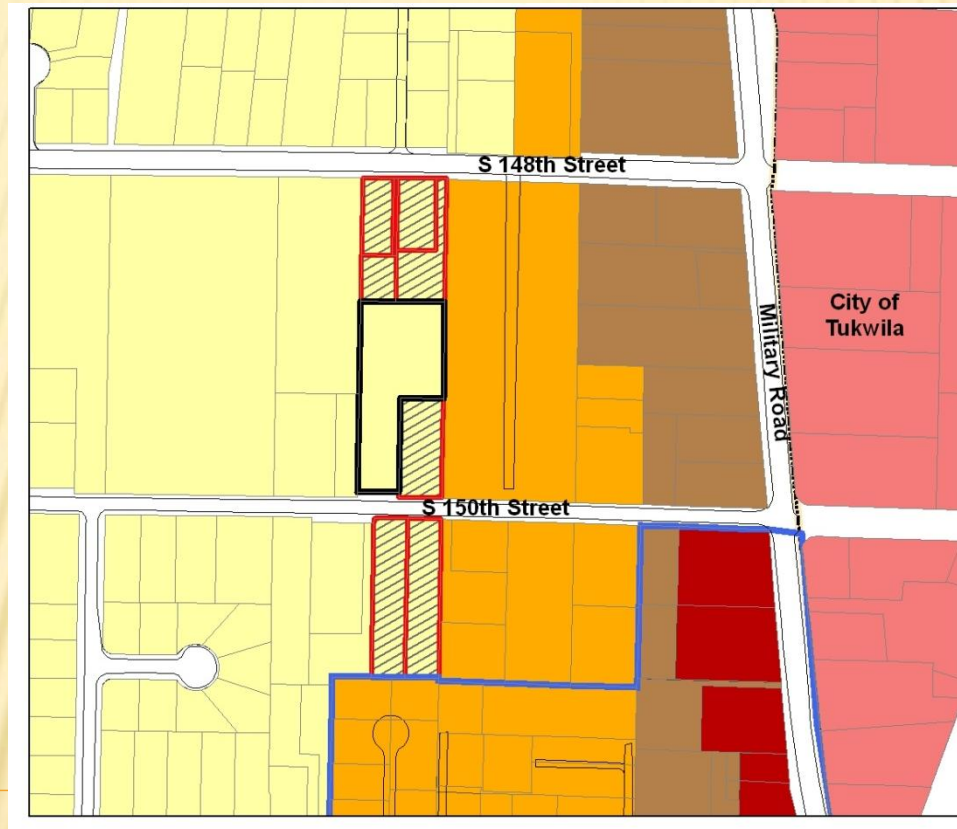 S 148th Street
City of
Tukwila
Military Road
S 150th Street